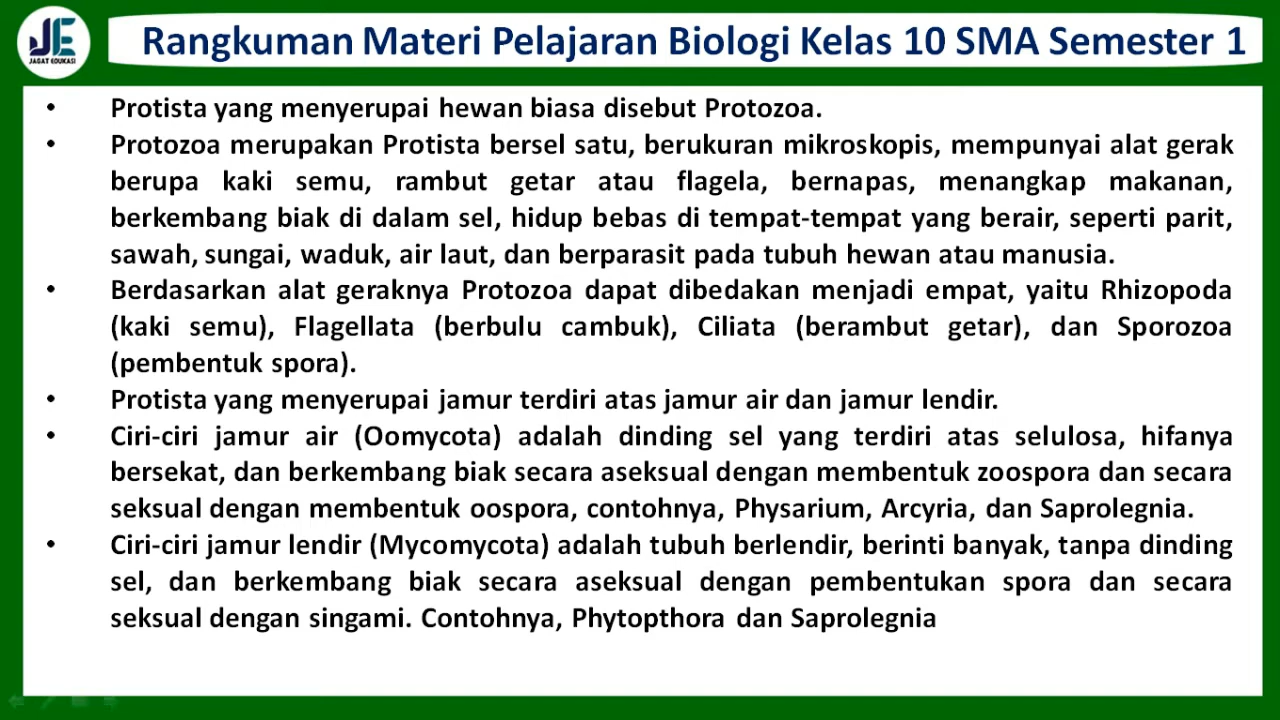 JE
JAGAT EDUKASI
Rangkuman Materi Pelajaran Biologi Kelas 10 SMA Semester 1
• Protista yang menyerupai hewan biasa disebut Protozoa.
• Protozoa merupakan Protista bersel satu, berukuran mikroskopis, mempunyai alat gerak
berupa kaki semu, rambut getar atau flagela, bernapas, menangkap makanan,
berkembang biak di dalam sel, hidup bebas di tempat-tempat yang berair, seperti parit,
sawah, sungai, waduk, air laut, dan berparasit pada tubuh hewan atau manusia.
• Berdasarkan alat geraknya Protozoa dapat dibedakan menjadi empat, yaitu Rhizopoda
(kaki semu), Flagellata (berbulu cambuk), Ciliata (berambut getar), dan Sporozoa
(pembentuk spora).
• Protista yang menyerupai jamur terdiri atas jamur air dan jamur lendir.
• Ciri-ciri jamur air (Oomycota) adalah dinding sel yang terdiri atas selulosa, hifanya
bersekat, dan berkembang biak secara aseksual dengan membentuk zoospora dan secara
seksual dengan membentuk oospora, contohnya, Physarium, Arcyria, dan Saprolegnia.
• Ciri-ciri jamur lendir (Mycomycota) adalah tubuh berlendir, berinti banyak, tanpa dinding
sel, dan berkembang biak secara aseksual dengan pembentukan spora dan secara
seksual dengan singami. Contohnya, Phytopthora dan Saprolegnia